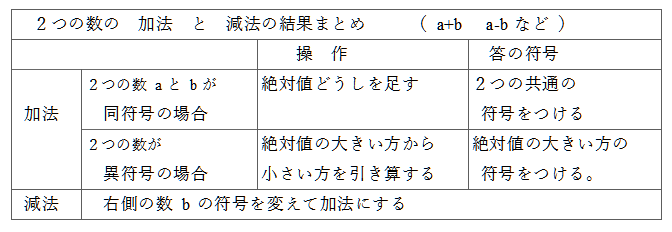 ２つの数の　加法　と　減法の結果まとめ　　（ a+b　a-b など ）
操　作　　答の符号
加法
２つの数 a と b が
同符号の場合
絶対値どうしを足す
２つの共通の
符号をつける
２つの数が
異符号の場合
絶対値の大きい方から
小さい方を引き算する
絶対値の大きい方の
符号をつける。
減法　右側の数 b の符号を変えて加法にする